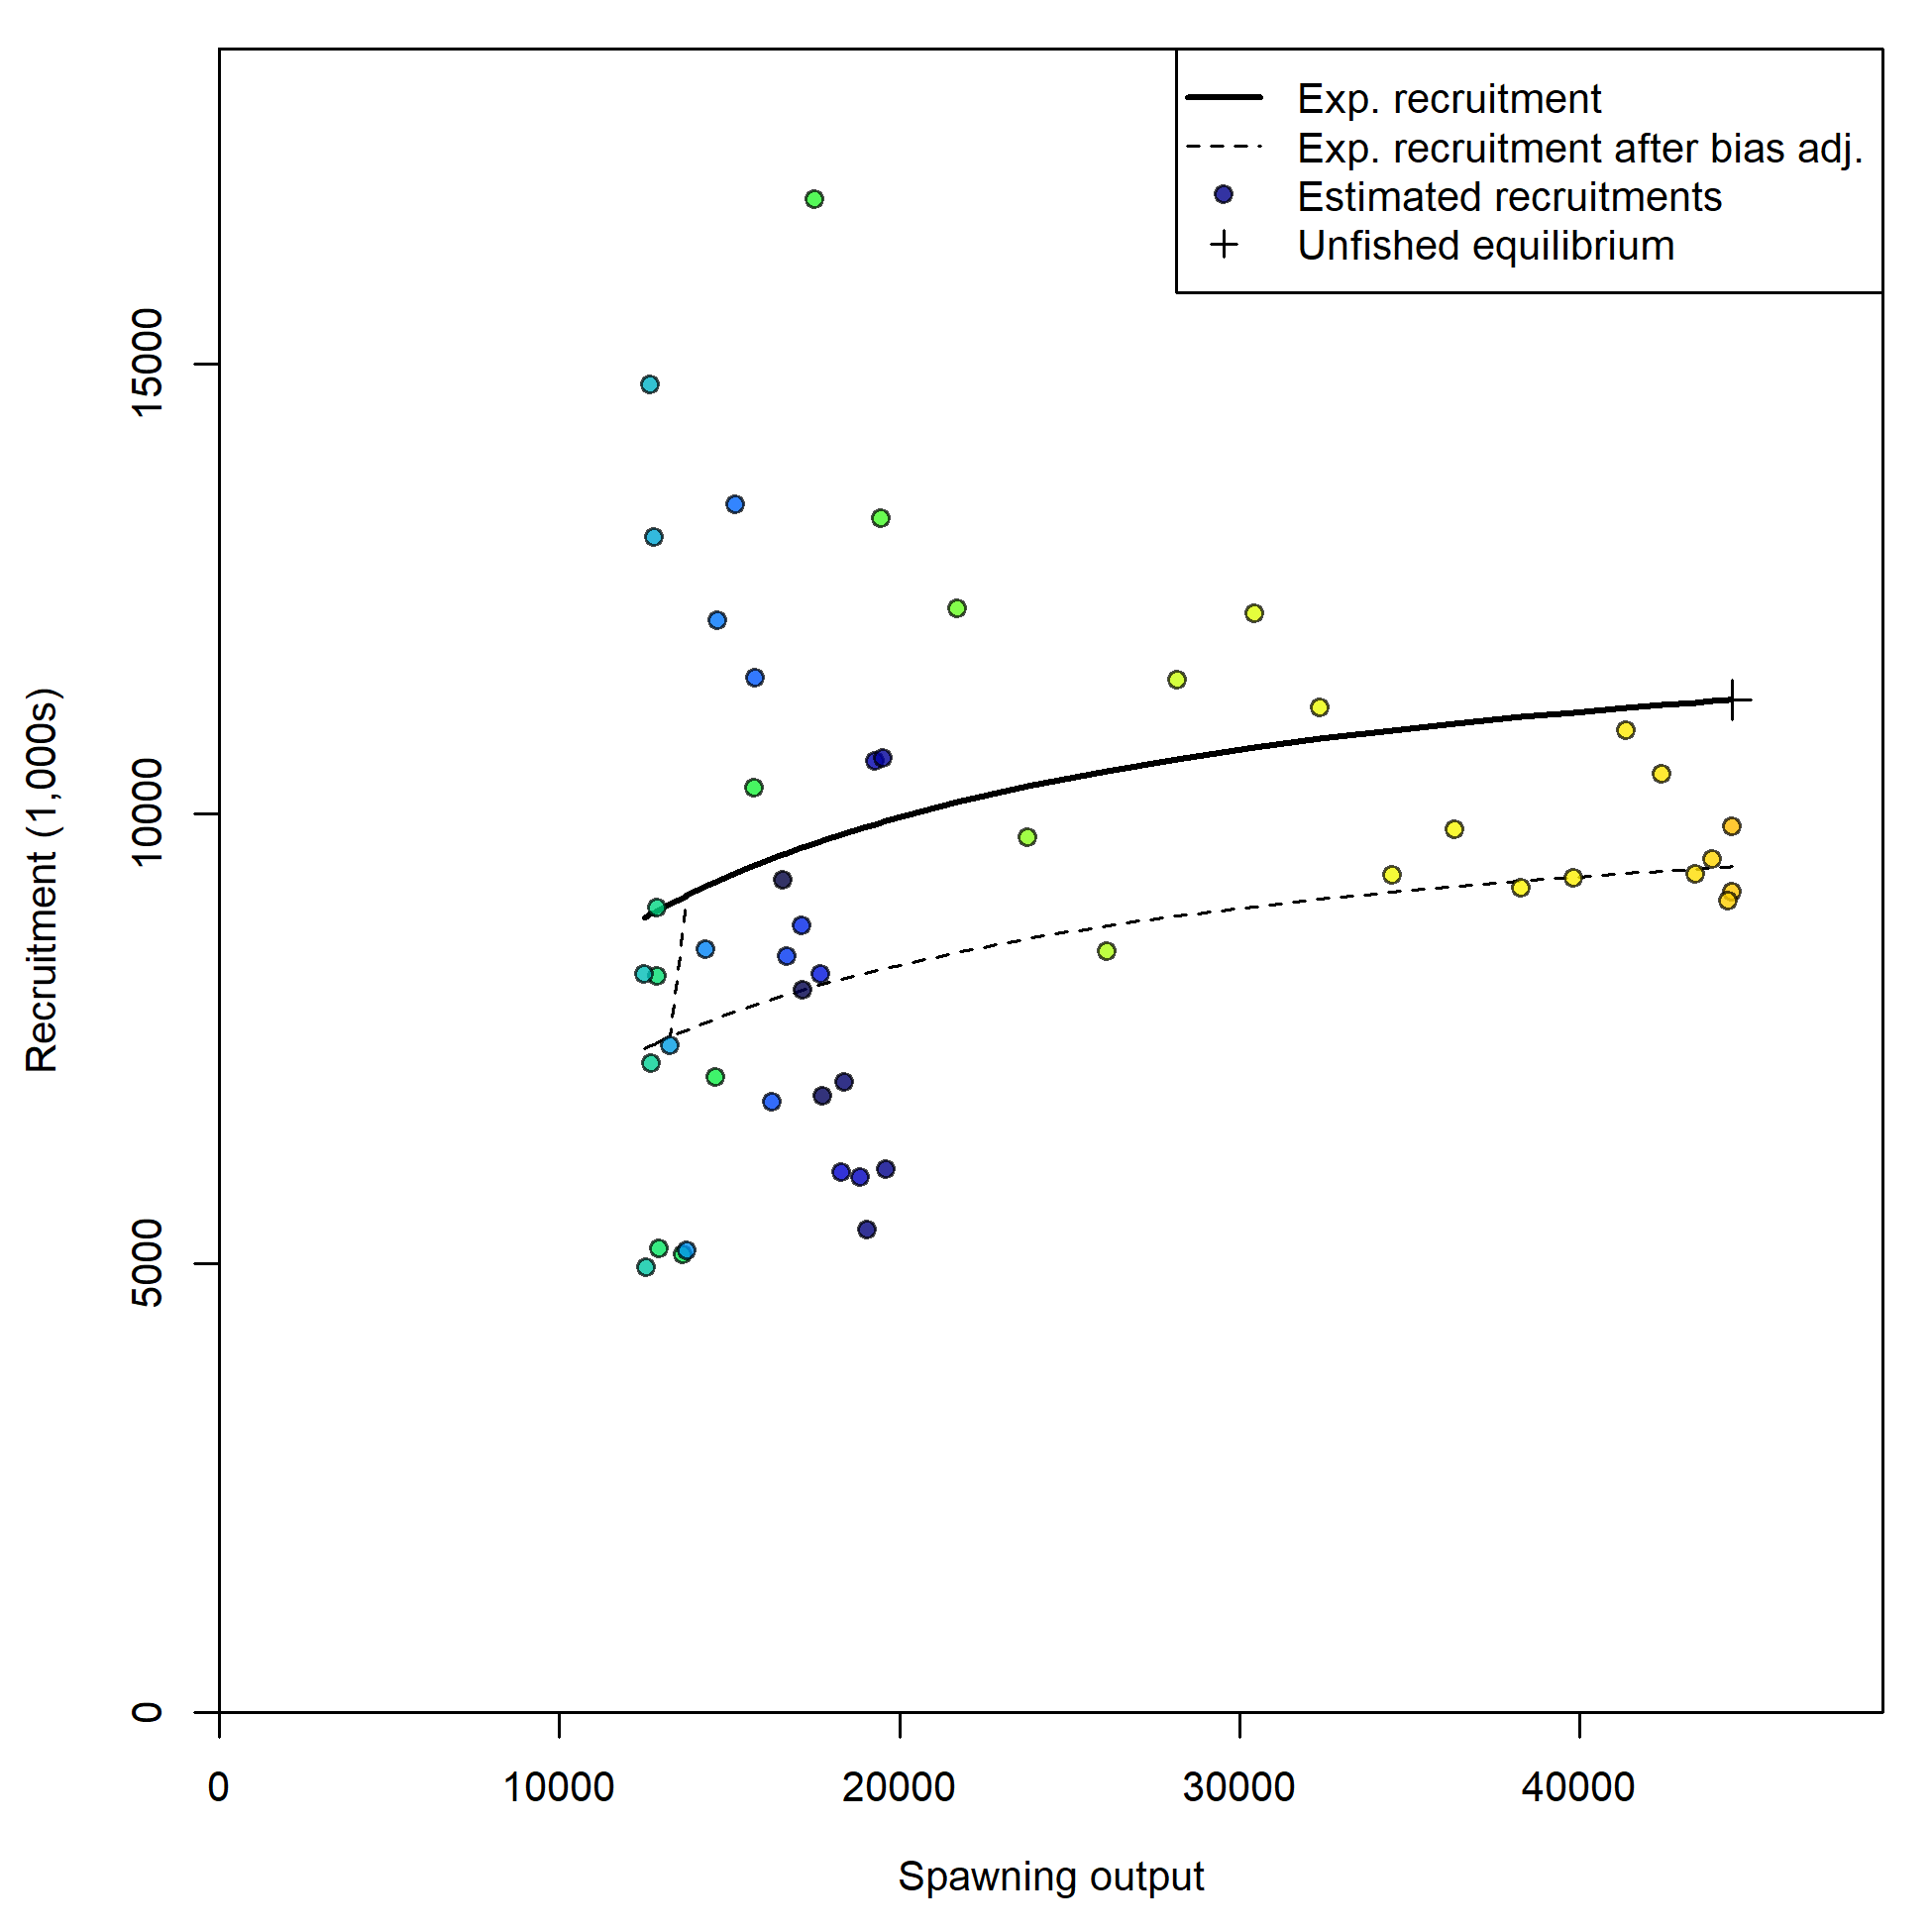 Exp. recruitment
Exp. recruitment after bias adj.
Estimated recruitments
Unfished equilibrium
Recruitment (1,000s)
15000
10000
5000
0
0 10000 20000 30000 40000
Spawning output